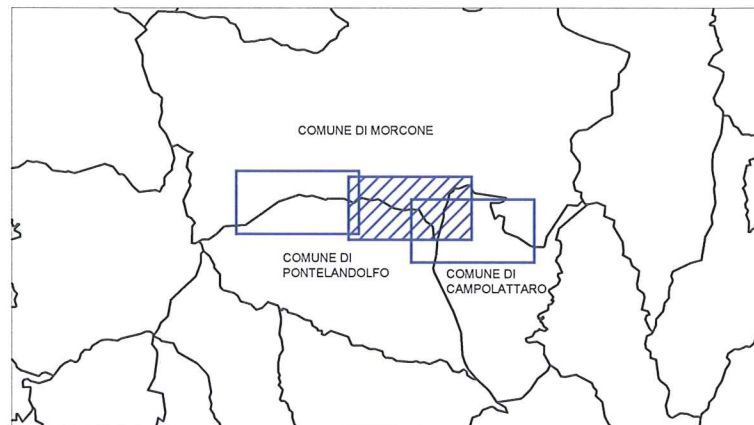 COMUNE DI MORCONE
COMUNE DI
PONTELANDOLFO
COMUNE DI
CAMPOLATTARO